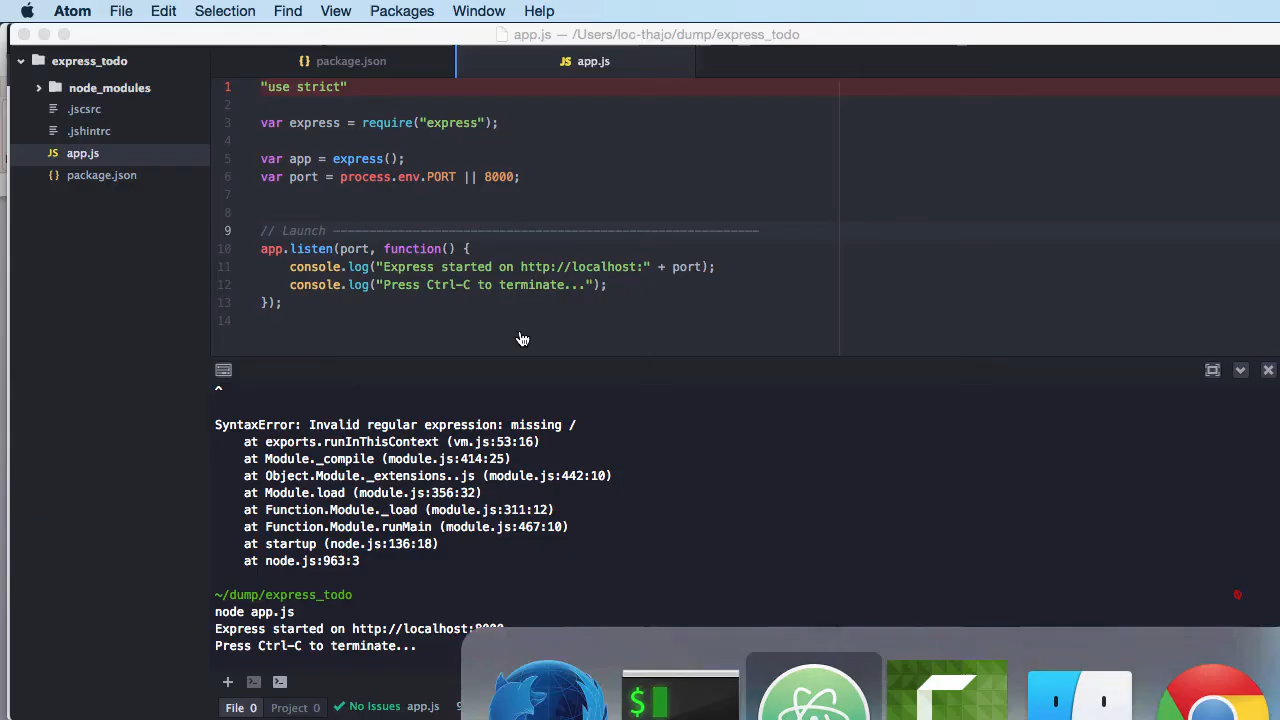 Atom File Edit Selection Find View Packages Window Help
app.js — /Users/loc-thajo/dump/express_todo
express_todo
node_modules
.jscsrc
.jshintrc
JS app.js
{} package.json
{} package.json
JS app.js
1 "use strict"
2
3 var express = require("express");
4
5 var app = express();
6 var port = process.env.PORT || 8000;
7
8
9 // Launch ————————————————————————————————————————————————————————————
10 app.listen(port, function() {
11 console.log("Express started on http://localhost:" + port);
12 console.log("Press Ctrl-C to terminate...");
13 });
14
^
SyntaxError: Invalid regular expression: missing /
at exports.runInThisContext (vm.js:53:16)
at Module._compile (module.js:414:25)
at Object.Module._extensions..js (module.js:442:10)
at Module.load (module.js:356:32)
at Function.Module._load (module.js:311:12)
at Function.Module.runMain (module.js:467:10)
at startup (node.js:136:18)
at node.js:963:3
~/dump/express_todo
node app.js
Express started on http://localhost:8000
Press Ctrl-C to terminate...
$
File 0 Project 0 No Issues app.js 9